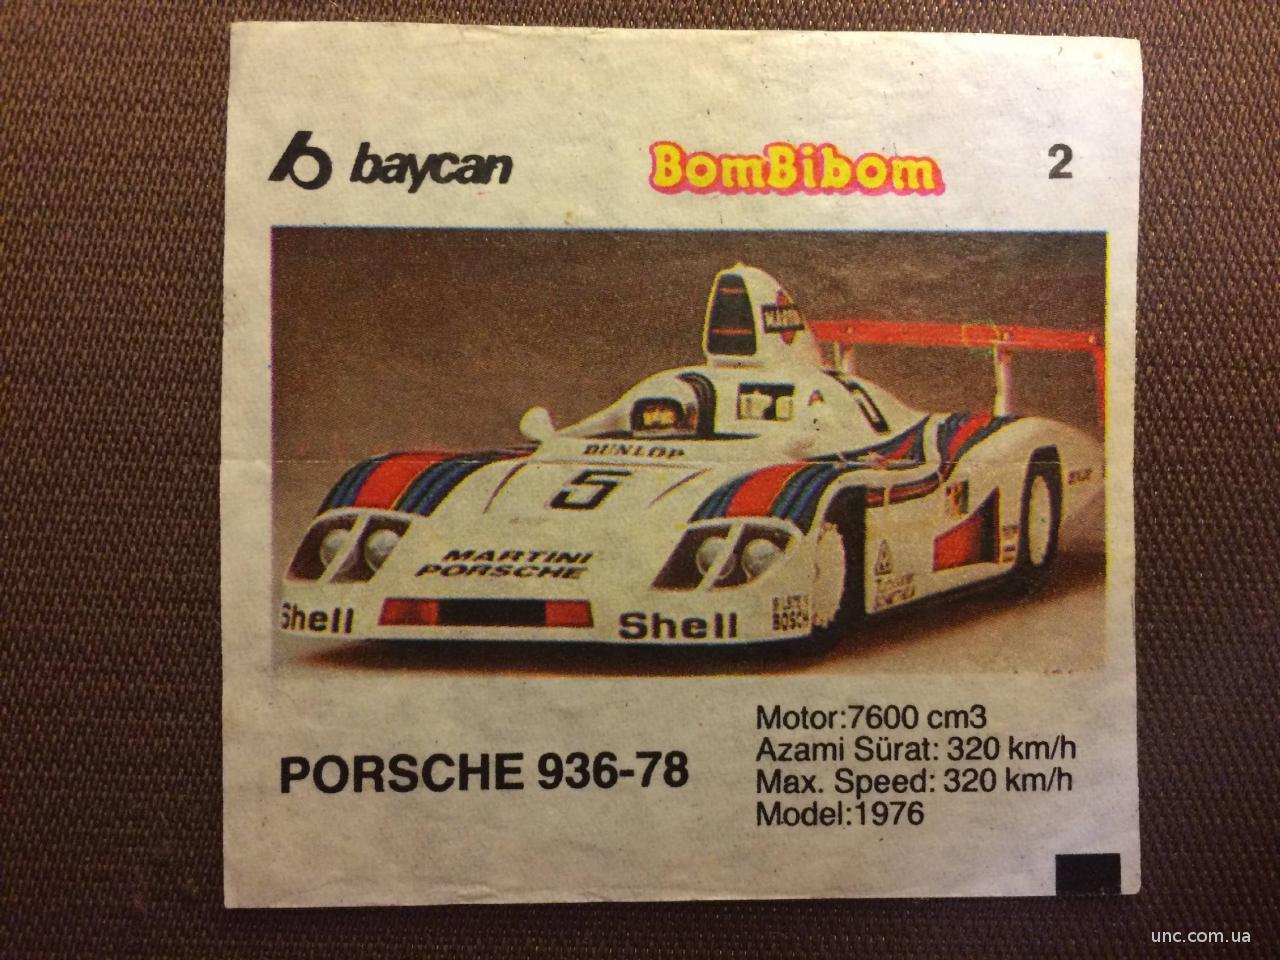 baycan
BomBibom
2
MARTINI
DUNLOP
5
MARTINI
PORSCHE
Shell
Shell
BOSCH
PORSCHE 936-78
Motor:7600 cm3
Azami Sürat: 320 km/h
Max. Speed: 320 km/h
Model:1976
unc.com.ua